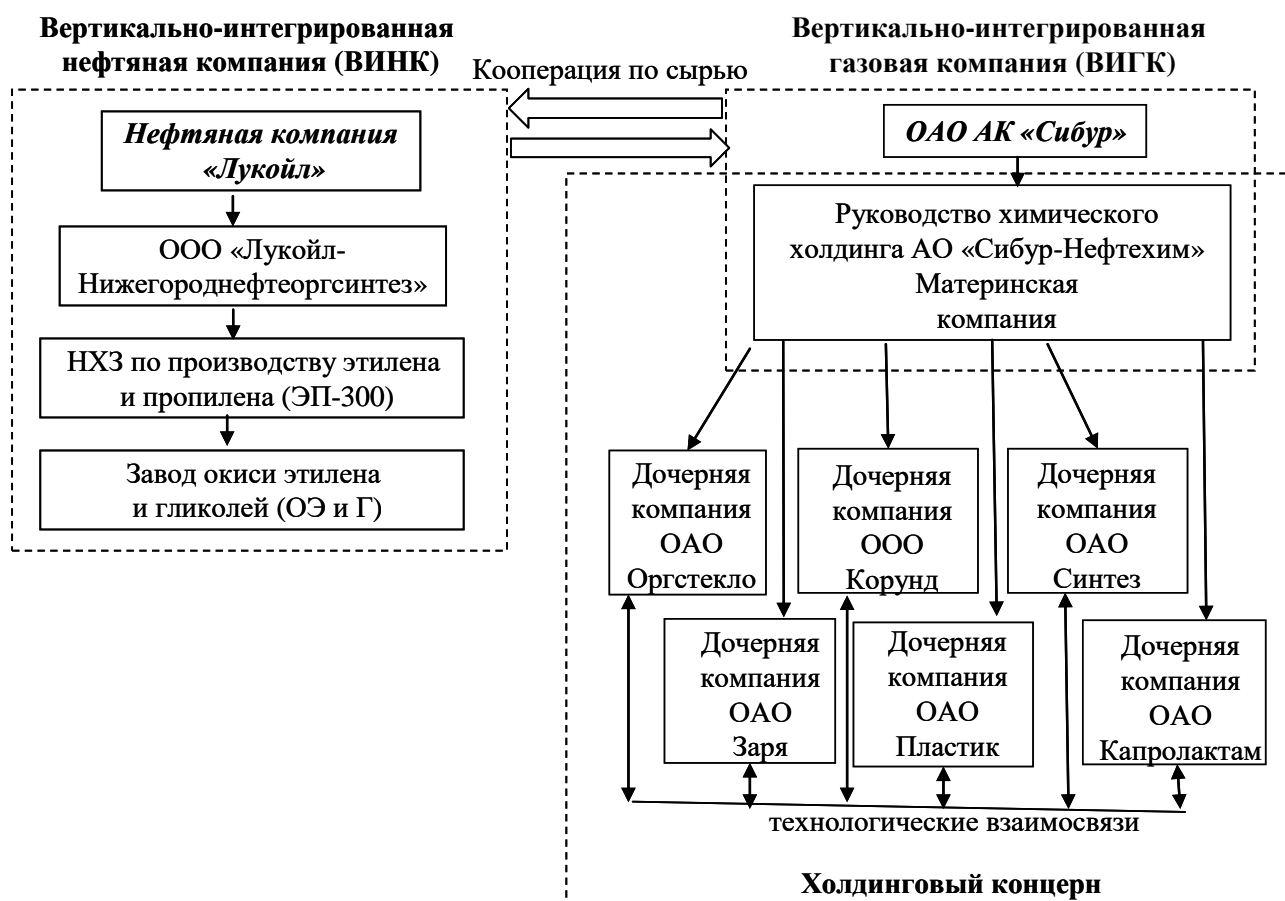 Вертикально-интегрированная
нефтяная компания (ВИНК)
Кооперация по сырью
Вертикально-интегрированная
газовая компания (ВИГК)
Нефтяная компания
«Лукойл»
ООО «Лукойл-
Нижегороднефтеоргсинтез»
НХЗ по производству этилена
и пропилена (ЭП-300)
Завод окиси этилена
и гликолей (ОЭ и Г)
ОАО АК «Сибур»
Руководство химического
холдинга АО «Сибур-Нефтехим»
Материнская
компания
Дочерняя
компания
ОАО
Оргстекло
Дочерняя
компания
ООО
Корунд
Дочерняя
компания
ОАО
Синтез
Дочерняя
компания
ОАО
Заря
Дочерняя
компания
ОАО
Пластик
Дочерняя
компания
ОАО
Капролактам
технологические взаимосвязи
Холдинговый концерн